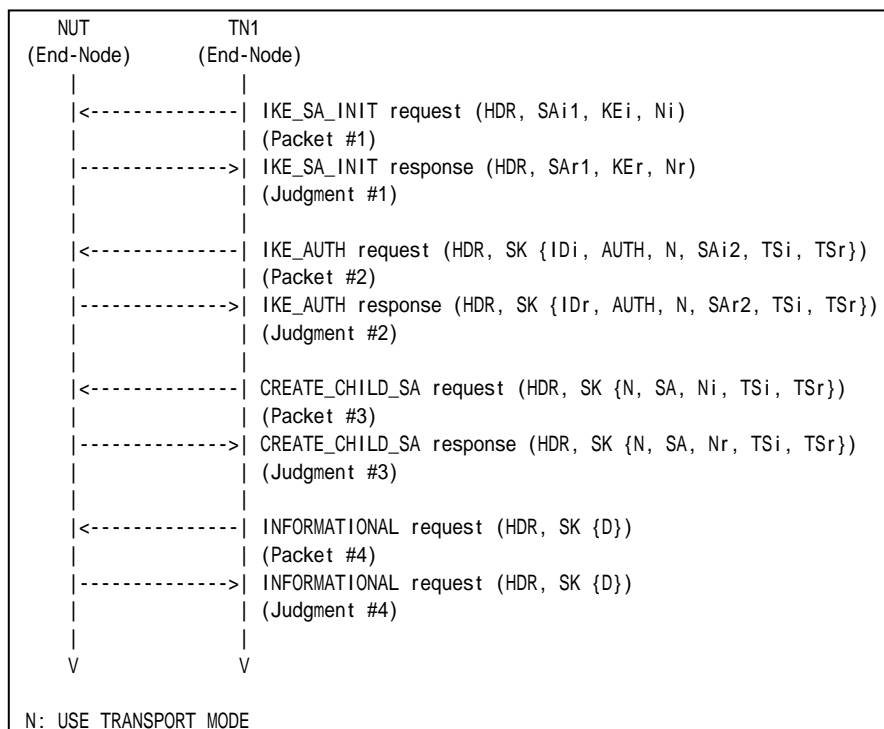 NUT TN1
(End-Node) (End-Node)
| |
|<--------------| IKE_SA_INIT request (HDR, SAi1, KEi, Ni)
| | (Packet #1)
|-------------->| IKE_SA_INIT response (HDR, SAr1, KEr, Nr)
| | (Judgment #1)
| |
|<--------------| IKE_AUTH request (HDR, SK {IDi, AUTH, N, SAi2, TSi, TSr})
| | (Packet #2)
|-------------->| IKE_AUTH response (HDR, SK {IDr, AUTH, N, SAr2, TSi, TSr})
| | (Judgment #2)
| |
|<--------------| CREATE_CHILD_SA request (HDR, SK {N, SA, Ni, TSi, TSr})
| | (Packet #3)
|-------------->| CREATE_CHILD_SA response (HDR, SK {N, SA, Nr, TSi, TSr})
| | (Judgment #3)
| |
|<--------------| INFORMATIONAL request (HDR, SK {D})
| | (Packet #4)
|-------------->| INFORMATIONAL request (HDR, SK {D})
| | (Judgment #4)
| |
V V
N: USE TRANSPORT MODE